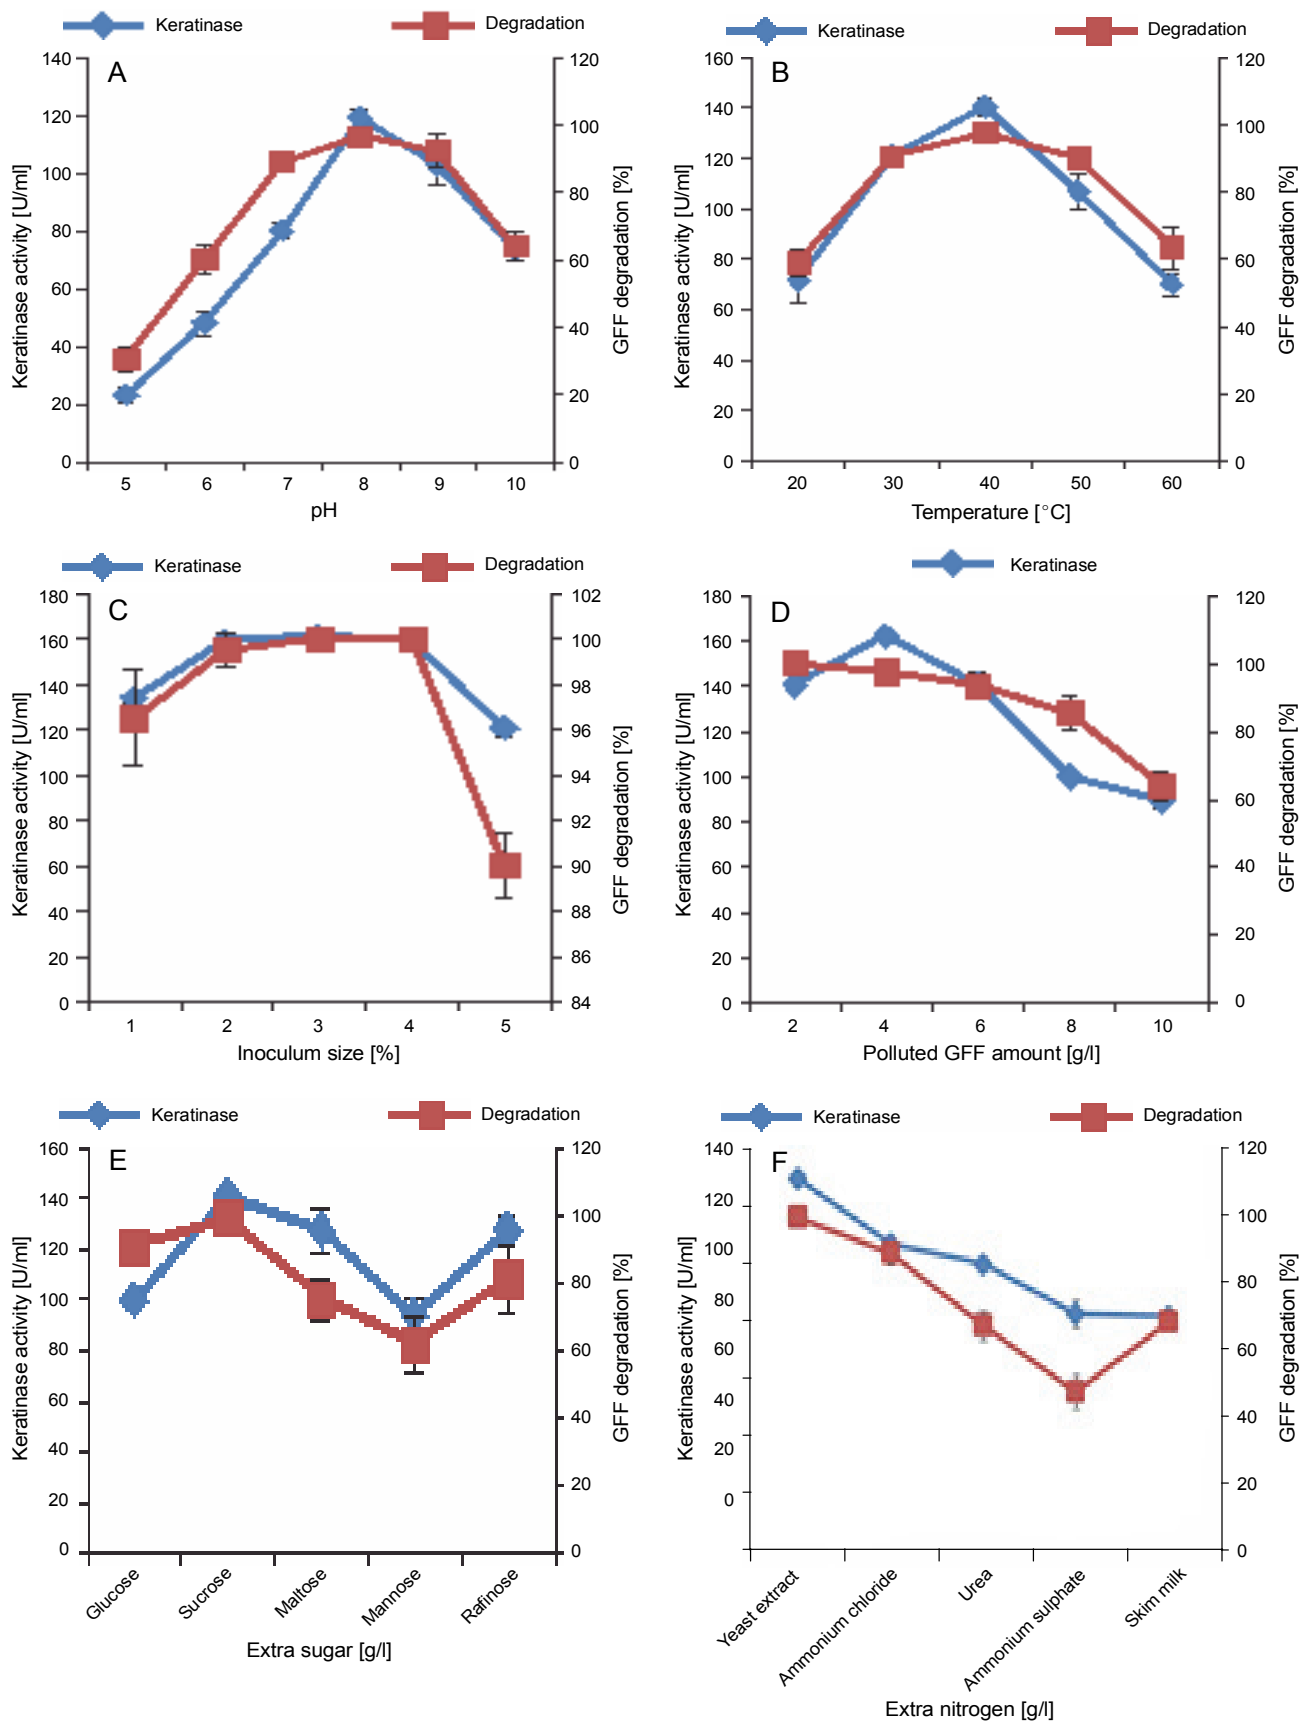 Keratinase Degradation
A
Keratinase activity [U/ml]
140
120
100
80
60
40
20
0
GFF degradation [%]
120
100
80
60
40
20
0
5 6 7 8 9 10
pH
Keratinase Degradation
B
Keratinase activity [U/ml]
160
140
120
100
80
60
40
20
0
GFF degradation [%]
120
100
80
60
40
20
0
20 30 40 50 60
Temperature [°C]
Keratinase Degradation
C
Keratinase activity [U/ml]
180
160
140
120
100
80
60
40
20
0
GFF degradation [%]
102
100
98
96
94
92
90
88
86
84
1 2 3 4 5
Inoculum size [%]
Keratinase
D
Keratinase activity [U/ml]
180
160
140
120
100
80
60
40
20
0
GFF degradation [%]
120
100
80
60
40
20
0
2 4 6 8 10
Polluted GFF amount [g/l]
Keratinase Degradation
E
Keratinase activity [U/ml]
160
140
120
100
80
60
40
20
0
GFF degradation [%]
120
100
80
60
40
20
0
Glucose Sucrose Maltose Mannose Rafinose
Extra sugar [g/l]
Keratinase Degradation
F
Keratinase activity [U/ml]
140
120
100
80
60
40
20
0
GFF degradation [%]
120
100
80
60
40
20
0
Yeast extract Ammonium chloride Urea Ammonium sulphate Skim milk
Extra nitrogen [g/l]